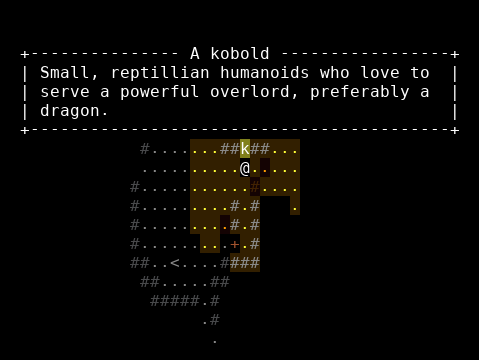 A kobold
Small, reptillian humanoids who love to
serve a powerful overlord, preferably a
dragon.